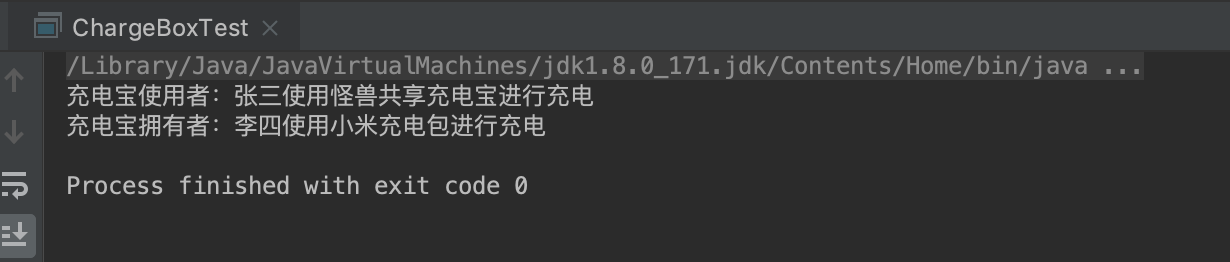 ChargeBoxTest
/Library/Java/JavaVirtualMachines/jdk1.8.0_171.jdk/Contents/Home/bin/java ...
充电宝使用者：张三使用怪兽共享充电宝进行充电
充电宝拥有者：李四使用小米充电包进行充电
Process finished with exit code 0